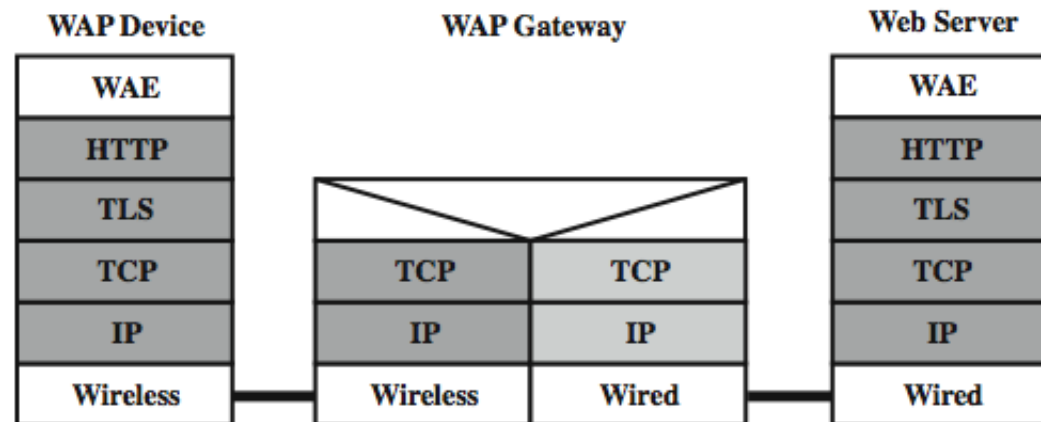 WAP Device
WAP Gateway
Web Server
WAE
HTTP
TLS
TCP
IP
Wireless
TCP
IP
Wireless
TCP
IP
Wired
WAE
HTTP
TLS
TCP
IP
Wired